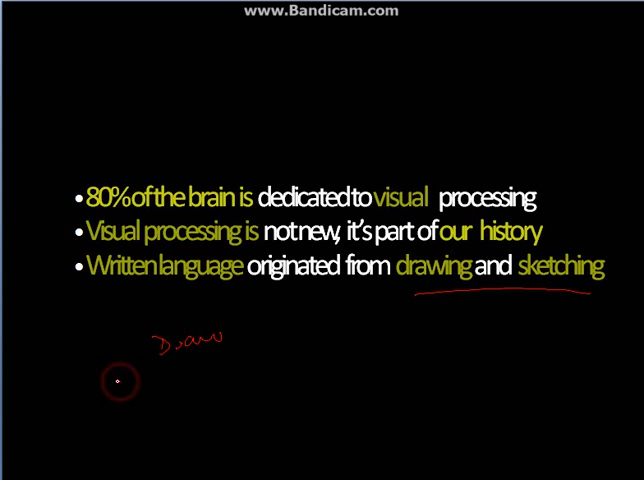 www.Bandicam.com
•80% of the brain is dedicated to visual processing
•Visual processing is not new, it's part of our history
•Written language originated from drawing and sketching
Draw